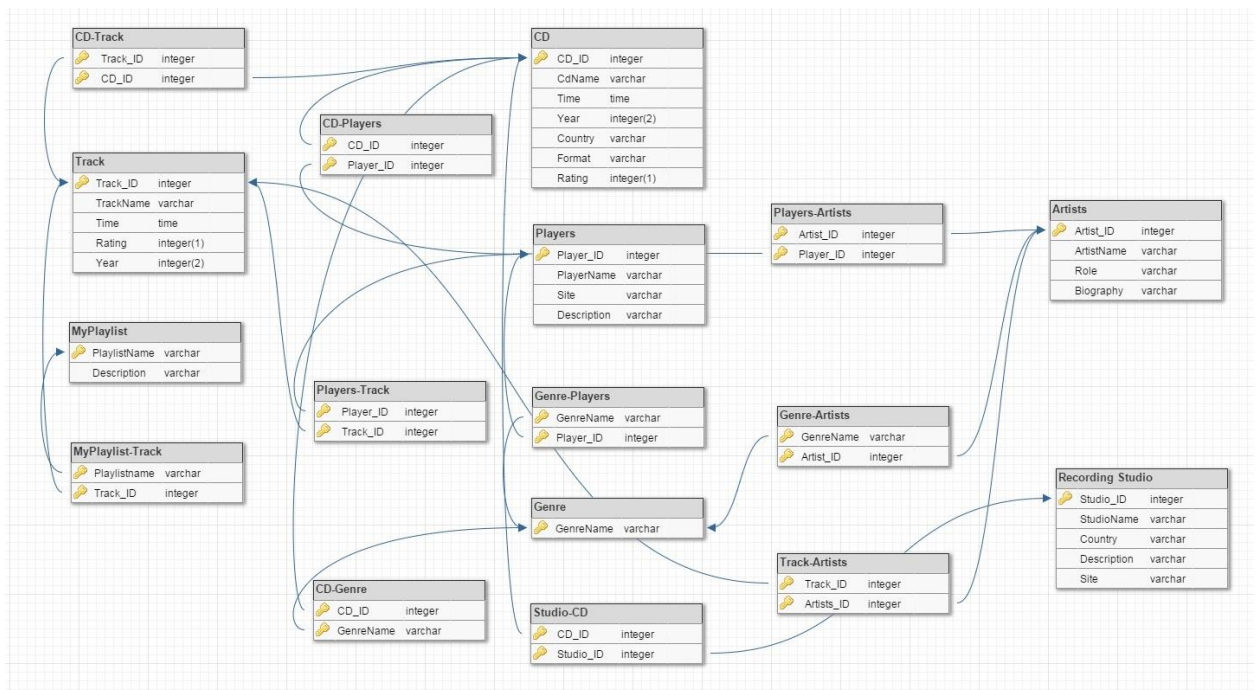 CD-Track
Track_ID integer
CD_ID integer
Track
Track_ID integer
TrackName varchar
Time time
Rating integer(1)
Year integer(2)
MyPlaylist
PlaylistName varchar
Description varchar
MyPlaylist-Track
Playlistname varchar
Track_ID integer
CD-Players
CD_ID integer
Player_ID integer
Players-Track
Player_ID integer
Track_ID integer
CD-Genre
CD_ID integer
GenreName varchar
CD
CD_ID integer
CdName varchar
Time time
Year integer(2)
Country varchar
Format varchar
Rating integer(1)
Players
Player_ID integer
PlayerName varchar
Site varchar
Description varchar
Genre-Players
GenreName varchar
Player_ID integer
Genre
GenreName varchar
Studio-CD
CD_ID integer
Studio_ID integer
Players-Artists
Artist_ID integer
Player_ID integer
Genre-Artists
GenreName varchar
Artist_ID integer
Track-Artists
Track_ID integer
Artists_ID integer
Artists
Artist_ID integer
ArtistName varchar
Role varchar
Biography varchar
Recording Studio
Studio_ID integer
StudioName varchar
Country varchar
Description varchar
Site varchar